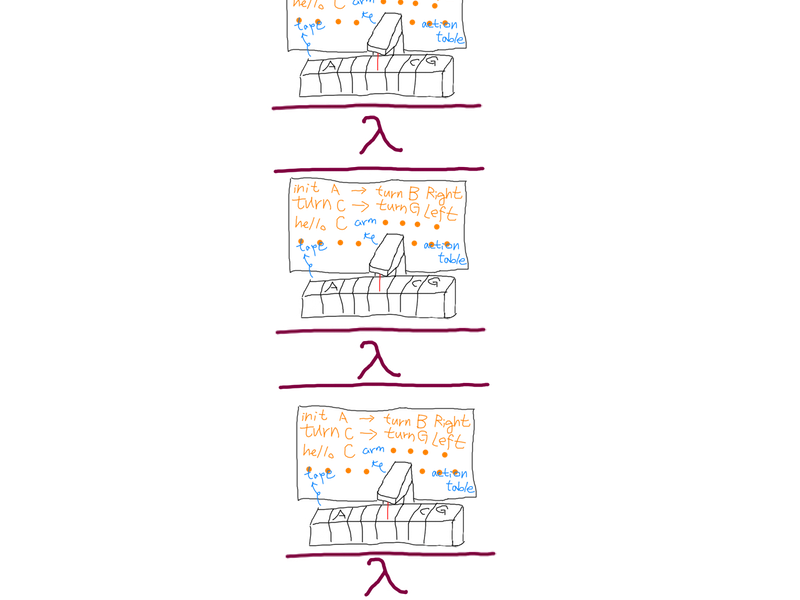 hello C arm
tape ke action
table
A C G
λ
init A → turn B Right
turn C → turn G Left
hello C arm
ke
tape action
table
A C G
λ
init A → turn B Right
turn C → turn G Left
hello C arm
ke
tape action
table
A C G
λ